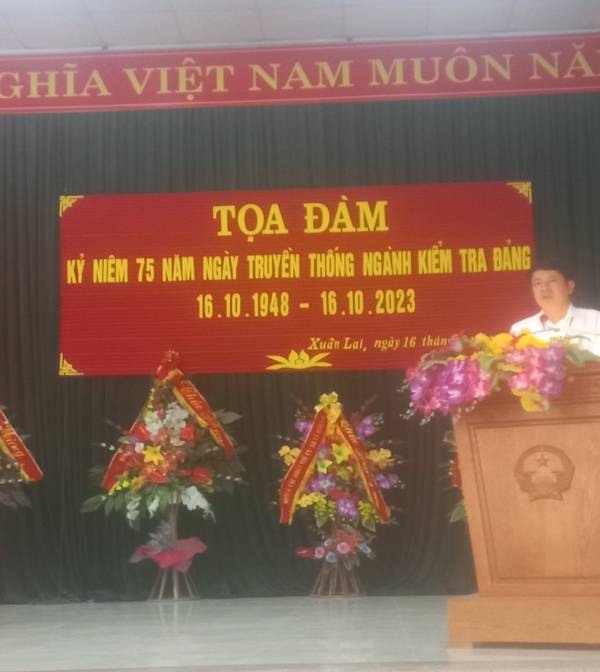 GHĨA VIỆT NAM MUÔN NĂ
TỌA ĐÀM
KỶ NIỆM 75 NĂM NGÀY TRUYỀN THỐNG NGÀNH KIỂM TRA ĐẢNG
16.10.1948 - 16.10.2023
Xuân Lai, ngày 16 thán